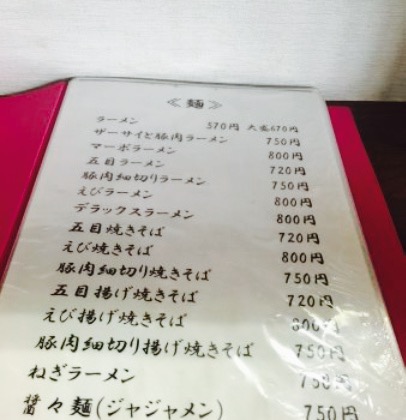 ≪ 麺 ≫
ラーメン 570円 大盛670円
ザーサイと豚肉ラーメン 750円
マーボラーメン 800円
五目ラーメン 720円
豚肉細切りラーメン 750円
えびラーメン 800円
デラックスラーメン 800円
五目焼きそば 720円
えび焼きそば 800円
豚肉細切り焼きそば 750円
五目揚げ焼きそば 720円
えび揚げ焼きそば 800円
豚肉細切り揚げ焼きそば 750円
ねぎラーメン 750円
醤々麺(ジャジャメン) 750円